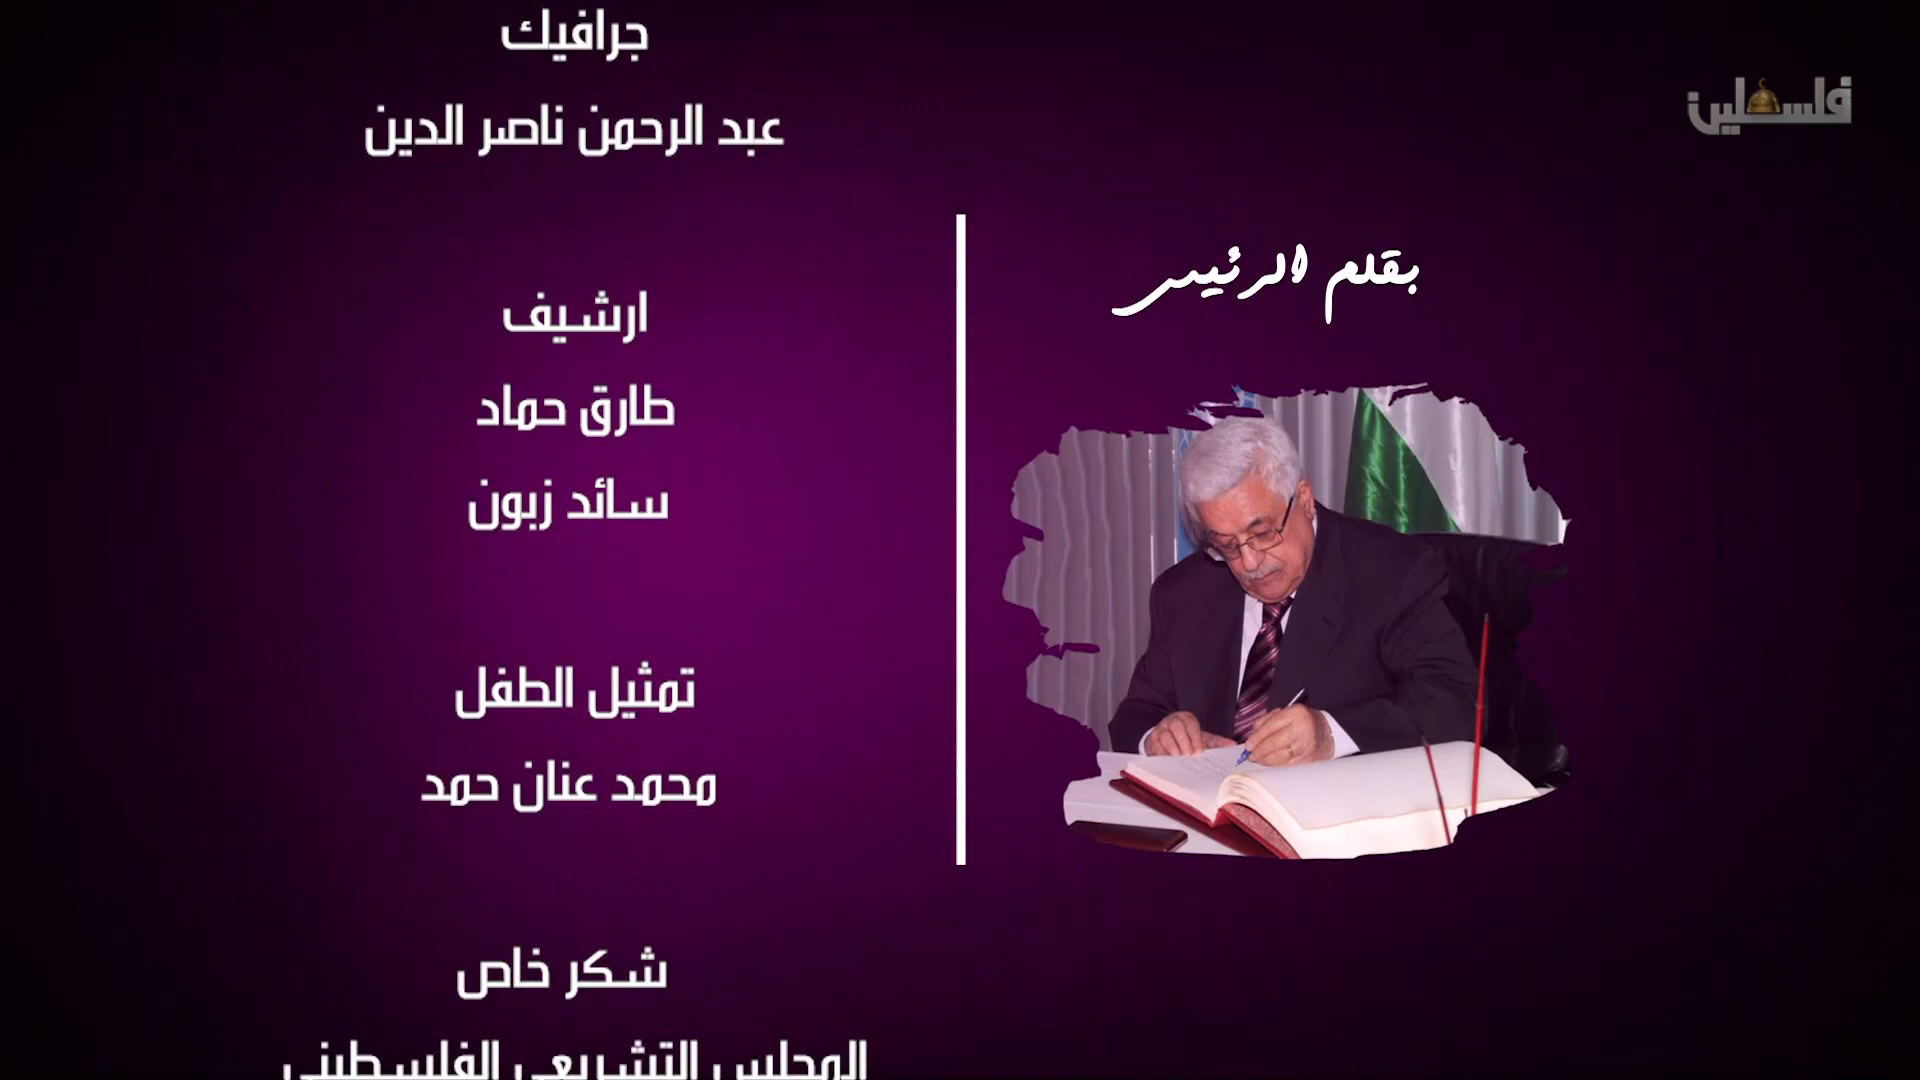 جرافيك
عبد الرحمن ناصر الدين
ارشيف
طارق حماد
سائد زبون
تمثيل الطفل
محمد عنان حمد
شكر خاص
المجلس التشريعي الفلسطيني
بقلم الرئيس
فلسطين